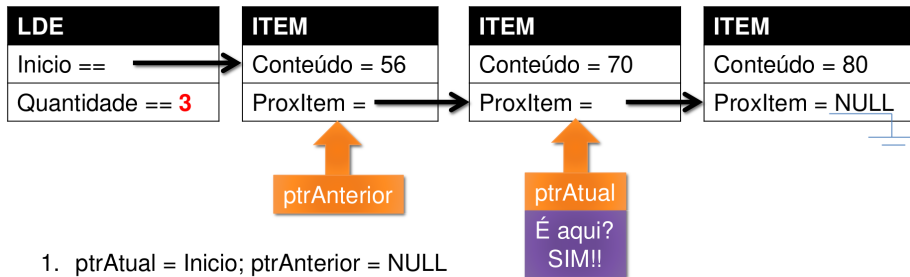 LDE
Inicio ==
Quantidade == 3
ITEM
Conteúdo = 56
ProxItem =
ITEM
Conteúdo = 70
ProxItem =
ITEM
Conteúdo = 80
ProxItem = NULL
ptrAnterior
ptrAtual
É aqui?
SIM!!
1. ptrAtual = Inicio; ptrAnterior = NULL